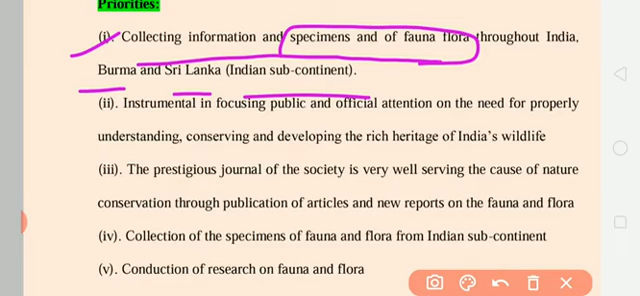 Priorities:
(i). Collecting information and specimens and of fauna flora throughout India,
Burma and Sri Lanka (Indian sub-continent).
(ii). Instrumental in focusing public and official attention on the need for properly
understanding, conserving and developing the rich heritage of India's wildlife
(iii). The prestigious journal of the society is very well serving the cause of nature
conservation through publication of articles and new reports on the fauna and flora
(iv). Collection of the specimens of fauna and flora from Indian sub-continent
(v). Conduction of research on fauna and flora